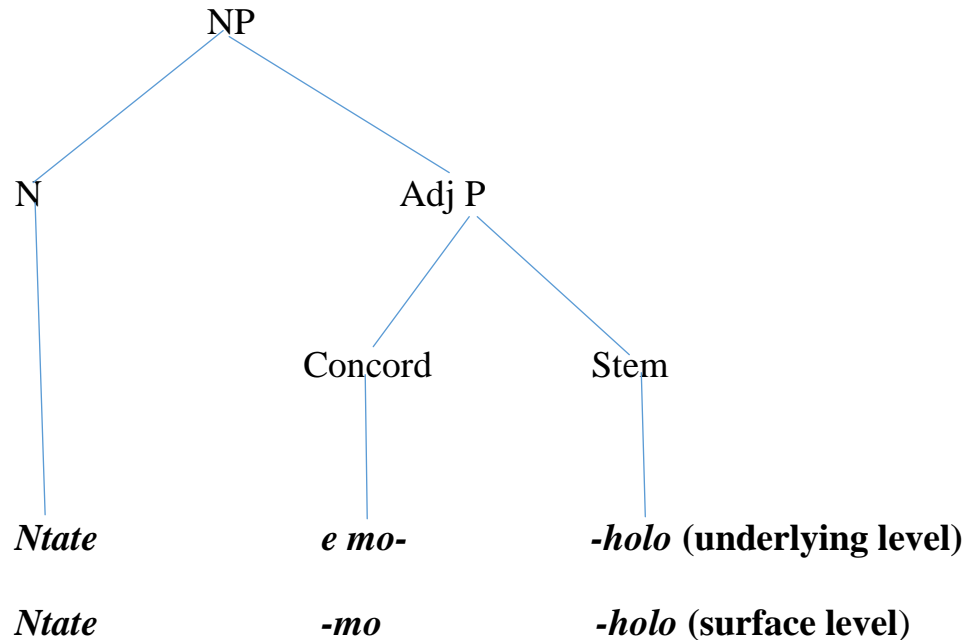 NP
N Adj P
Concord Stem
Ntate e mo- -holo (underlying level)
Ntate -mo -holo (surface level)